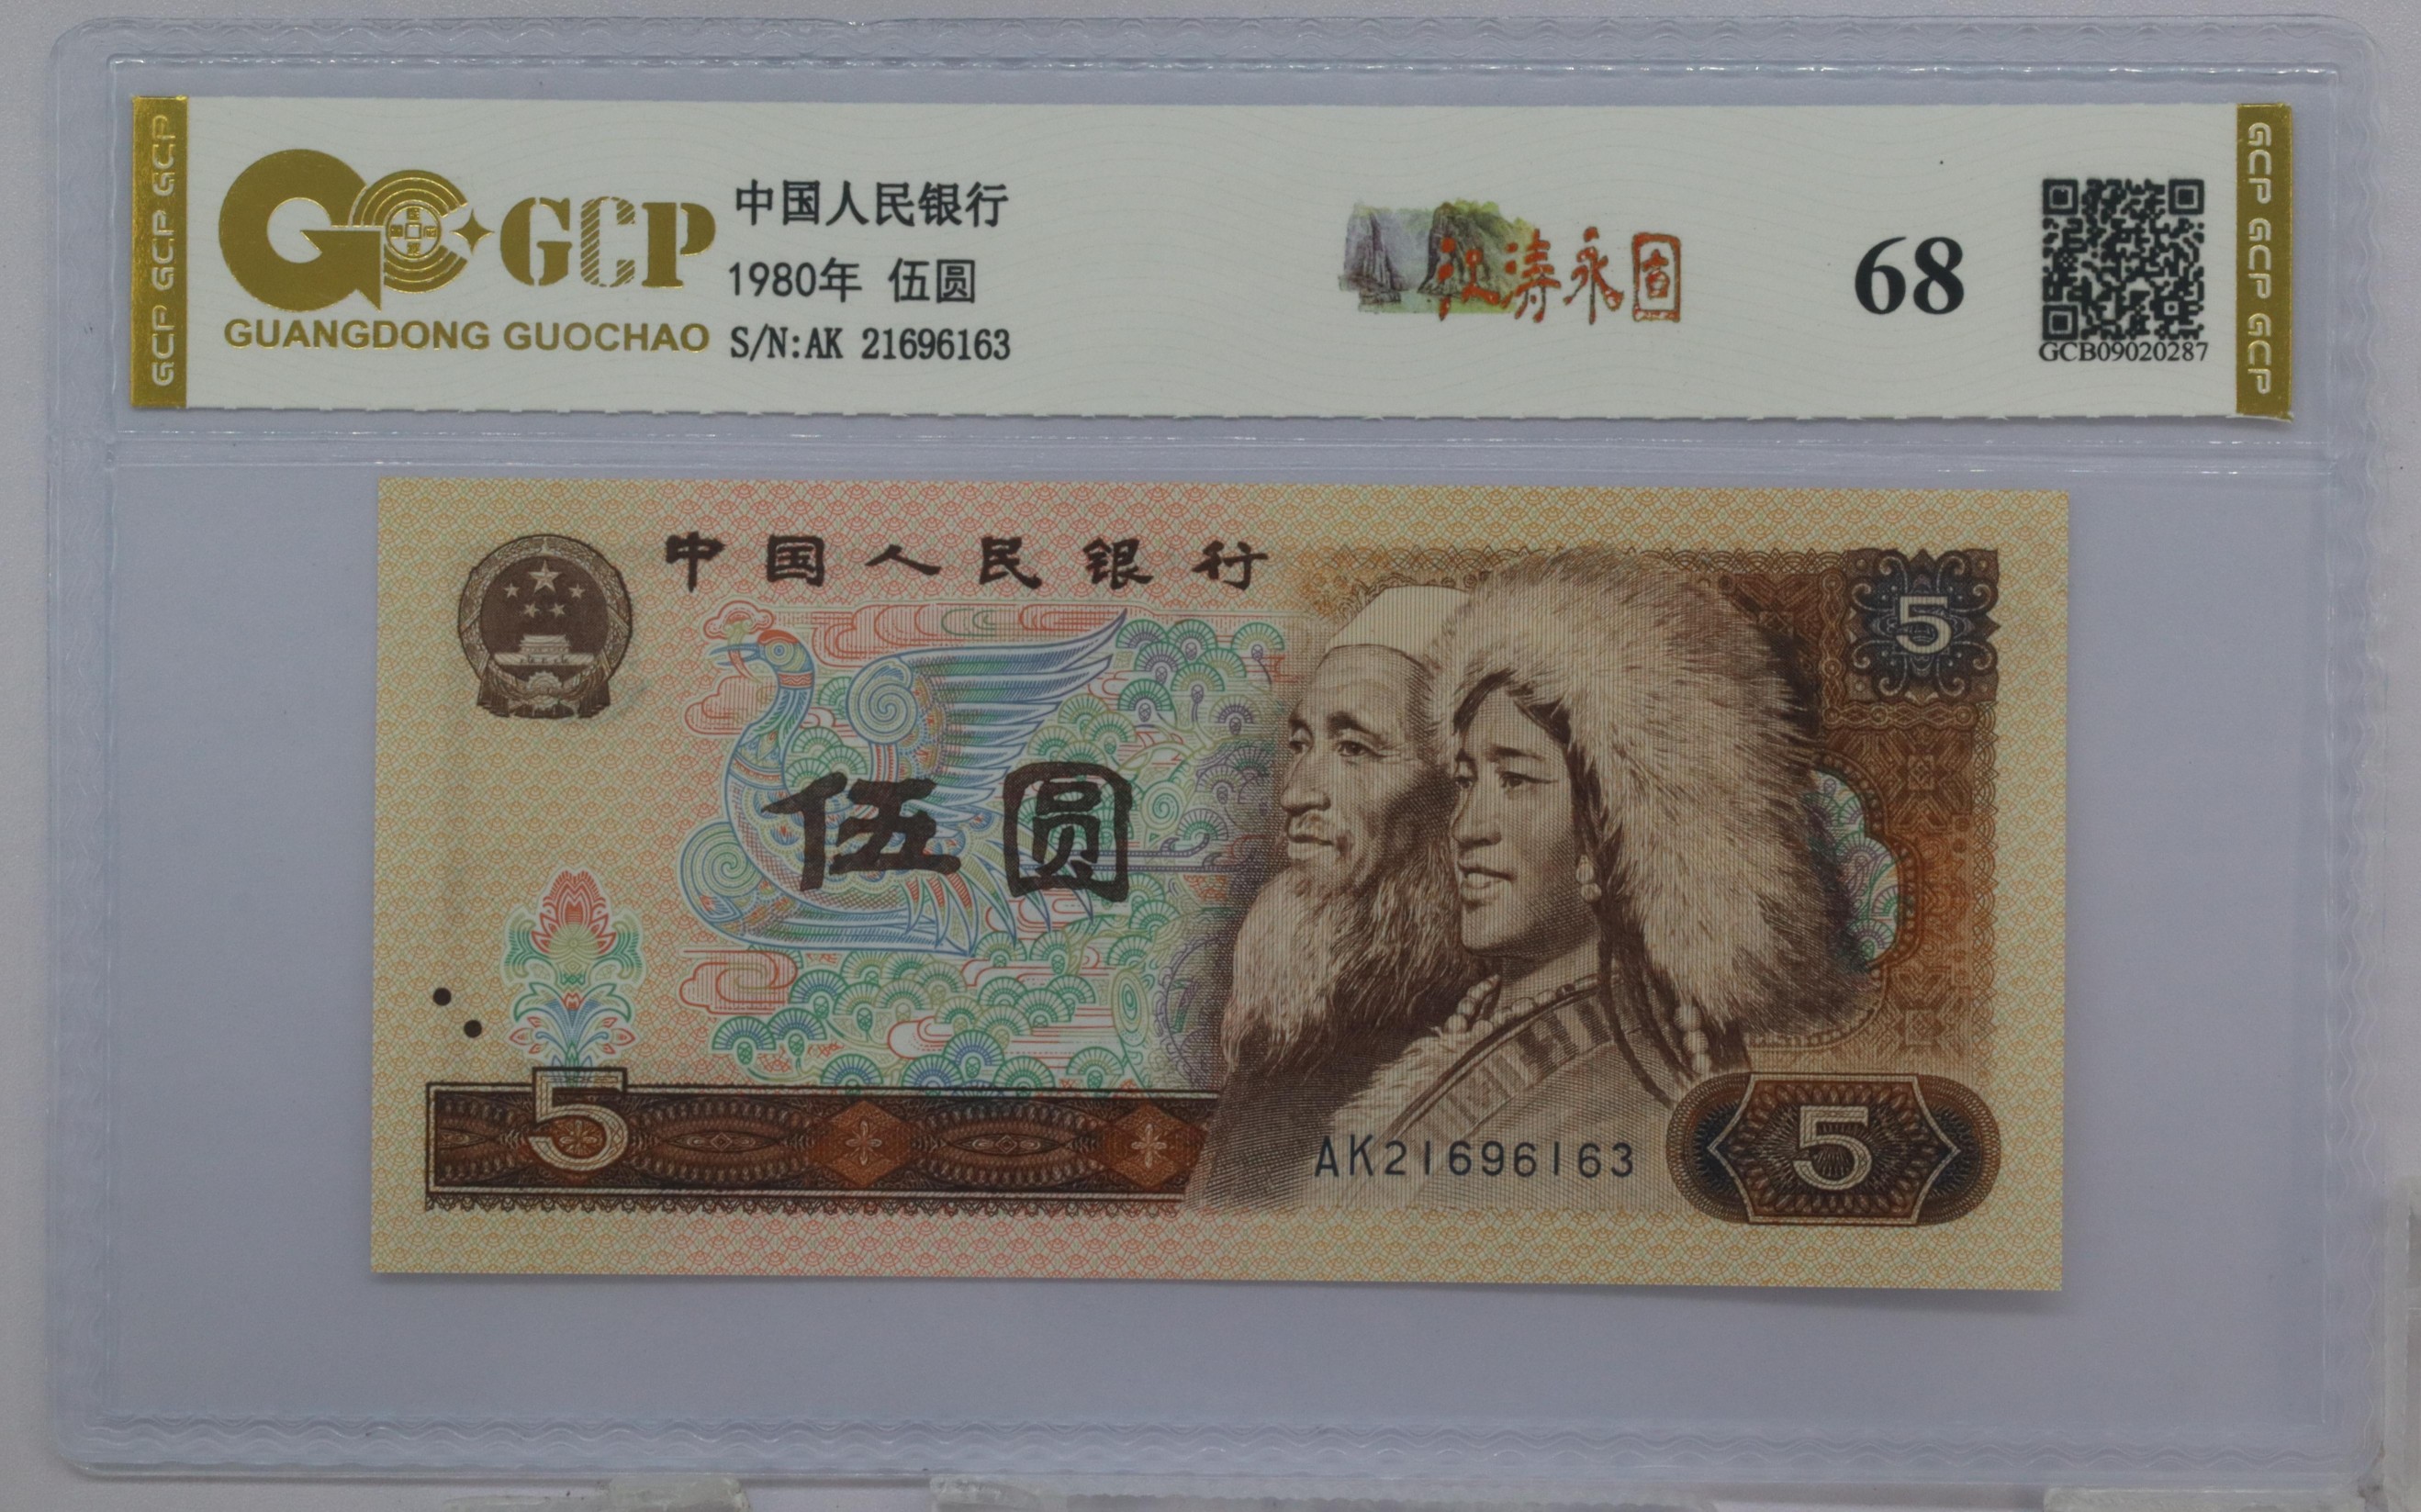 GCP GCP GCP
GCP
GUANGDONG GUOCHAO
中国人民银行
1980年 伍圆
S/N:AK 21696163
江涛永固
68
GCB09020287
GCP GCP GCP
中国人民银行
5
伍圆
5
AK21696163
5